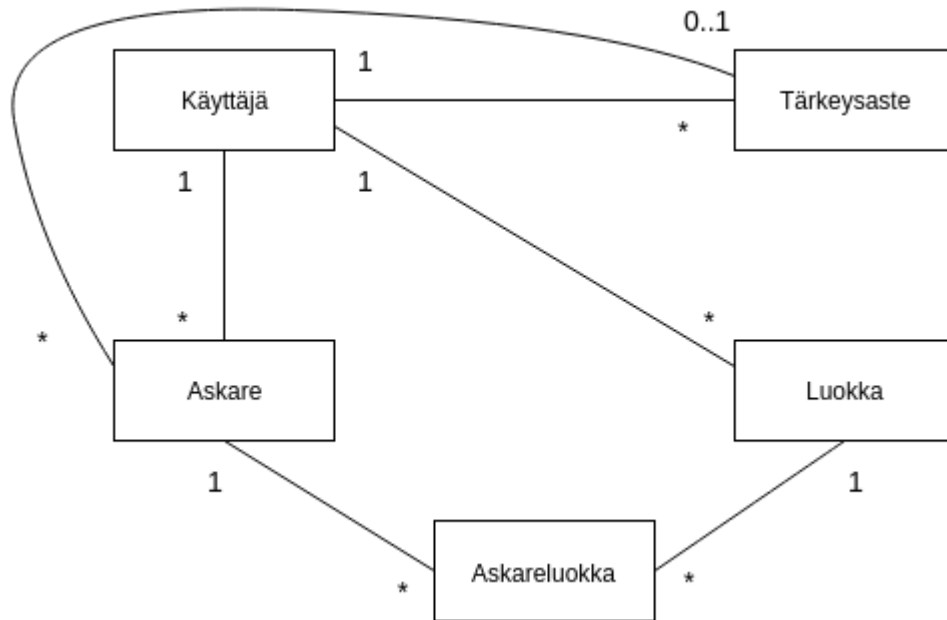 0..1
1
Käyttäjä
Tärkeysaste
*
1
1
*
*
*
Askare
Luokka
1
1
Askareluokka
*
*